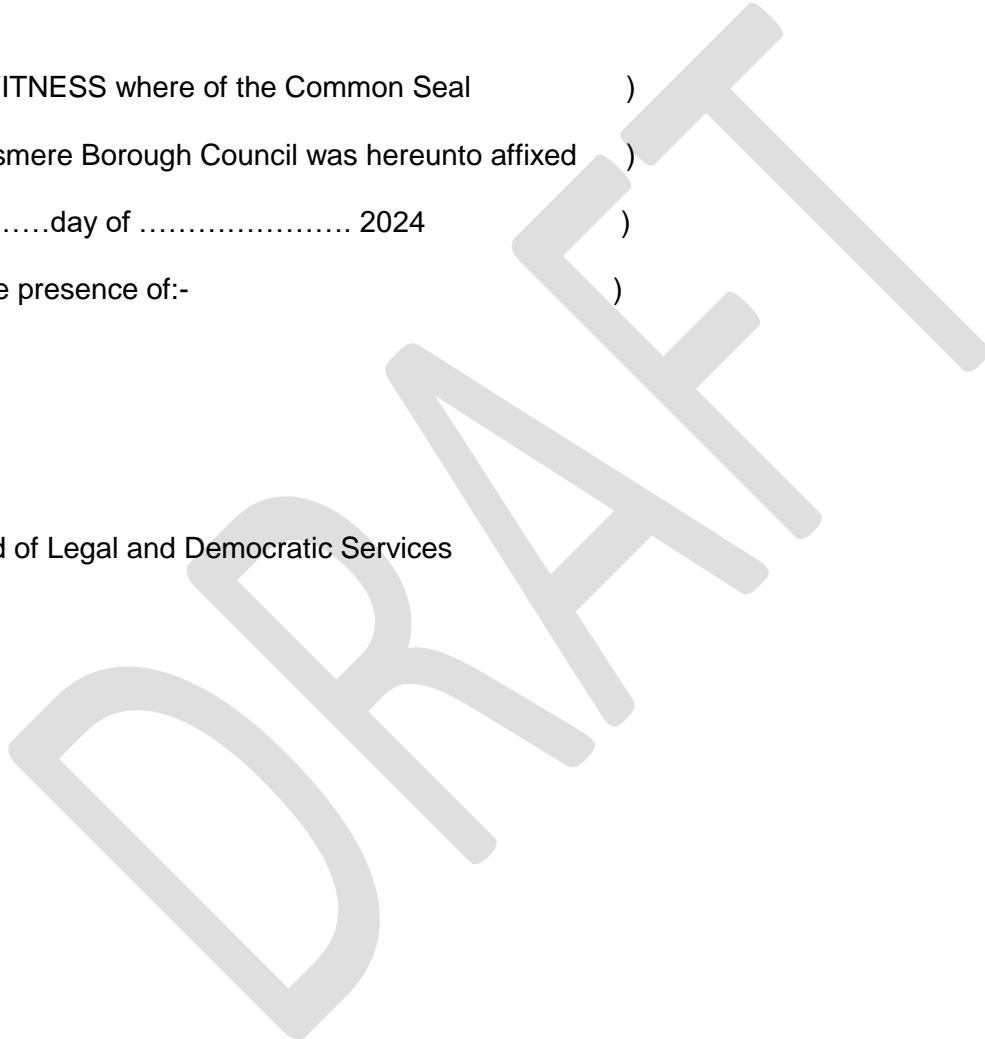 ITNESS where of the Common Seal )
smere Borough Council was hereunto affixed )
……day of …………………. 2024 )
e presence of:- )
d of Legal and Democratic Services
DRAFT